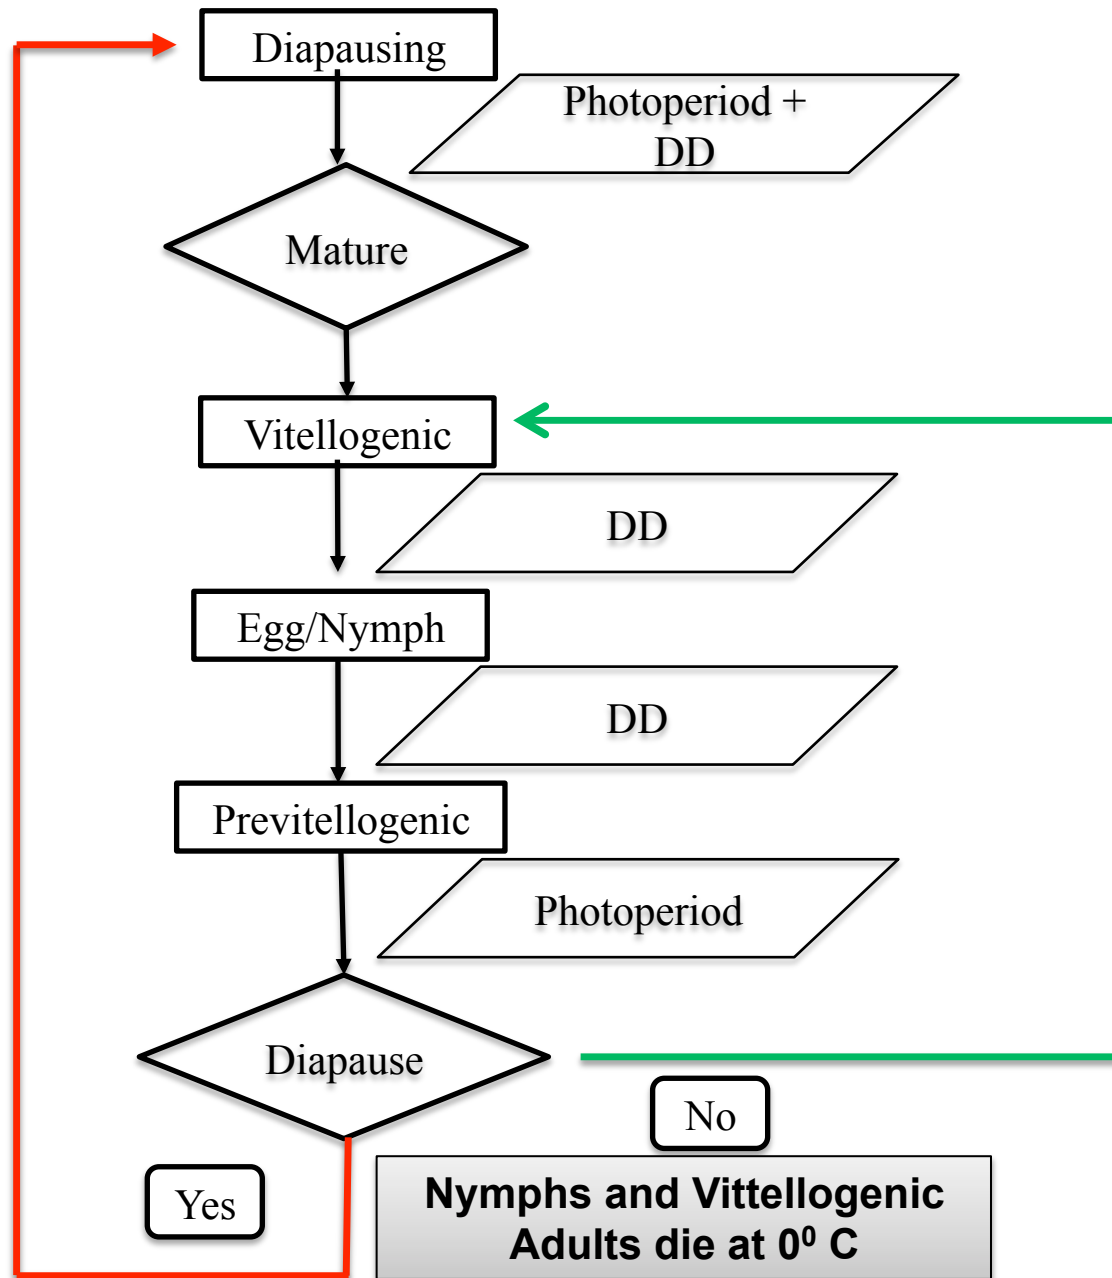 Diapausing
Photoperiod +
DD
Mature
Vitellogenic
DD
Egg/Nymph
DD
Previtellogenic
Photoperiod
Diapause
No
Yes
Nymphs and Vittellogenic
Adults die at 0⁰ C